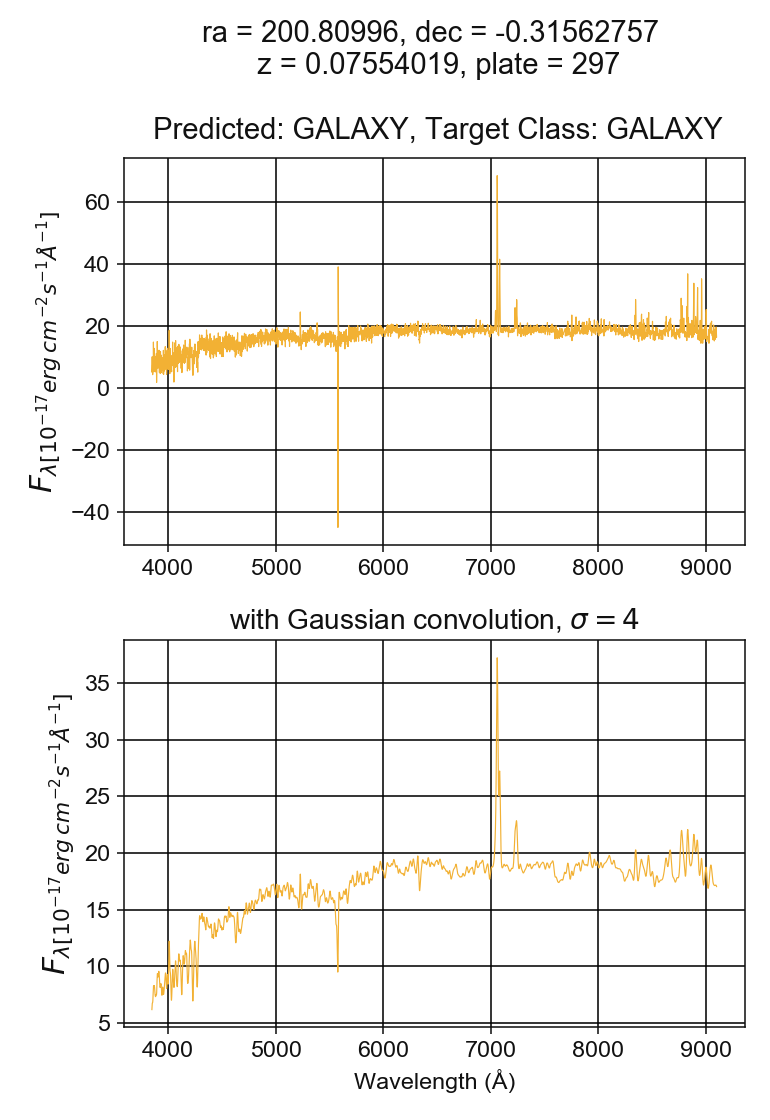 ra = 200.80996, dec = -0.31562757
z = 0.07554019, plate = 297
Predicted: GALAXY, Target Class: GALAXY
F_λ[10^{−17} erg cm^{−2} s^{−1} Å^{−1}]
60
40
20
0
−20
−40
4000 5000 6000 7000 8000 9000
with Gaussian convolution, σ = 4
F_λ[10^{−17} erg cm^{−2} s^{−1} Å^{−1}]
35
30
25
20
15
10
5
4000 5000 6000 7000 8000 9000
Wavelength (Å)